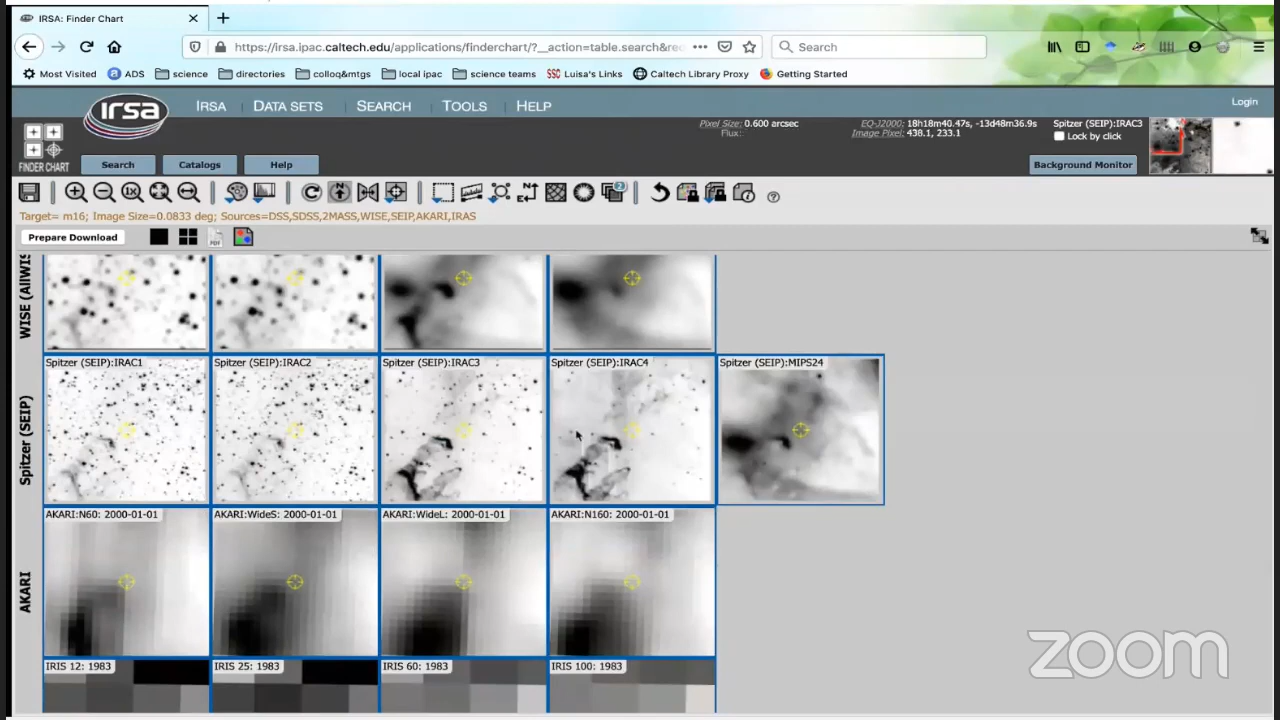 IRSA: Finder Chart
https://irsa.ipac.caltech.edu/applications/finderchart/?__action=table.search&re
Search
Most Visited
ADS
science
directories
colloq&mtgs
local ipac
science teams
SSC Luisa's Links
Caltech Library Proxy
Getting Started
irsa
IRSA
DATA SETS
SEARCH
TOOLS
HELP
Login
FINDER CHART
Search
Catalogs
Help
Pixel Size: 0.600 arcsec
Flux:
EQ-J2000: 18h18m40.47s, -13d48m36.9s
Image Pixel: 438.1, 233.1
Spitzer (SEIP):IRAC3
Lock by click
Background Monitor
Target= m16; Image Size=0.0833 deg; Sources=DSS,SDSS,2MASS,WISE,SEIP,AKARI,IRAS
Prepare Download
PDF
WISE (AllWIS
Spitzer (SEIP)
Spitzer (SEIP):IRAC1
Spitzer (SEIP):IRAC2
Spitzer (SEIP):IRAC3
Spitzer (SEIP):IRAC4
Spitzer (SEIP):MIPS24
AKARI
AKARI:N60: 2000-01-01
AKARI:WideS: 2000-01-01
AKARI:WideL: 2000-01-01
AKARI:N160: 2000-01-01
IRIS 12: 1983
IRIS 25: 1983
IRIS 60: 1983
IRIS 100: 1983
zoom